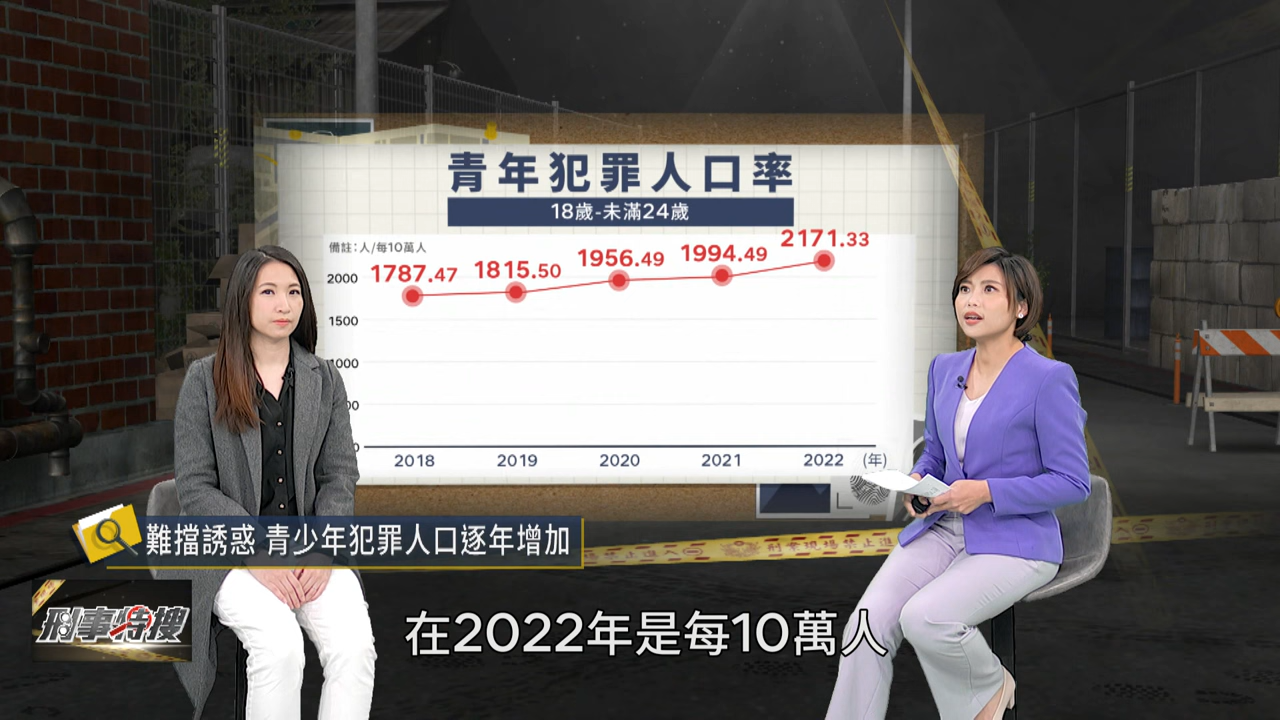 青年犯罪人口率
18歲-未滿24歲
備註:人/每10萬人
1787.47 1815.50 1956.49 1994.49 2171.33
2000
1500
1000
2018 2019 2020 2021 2022 (年)
難擋誘惑 青少年犯罪人口逐年增加
刑事特搜
在2022年是每10萬人